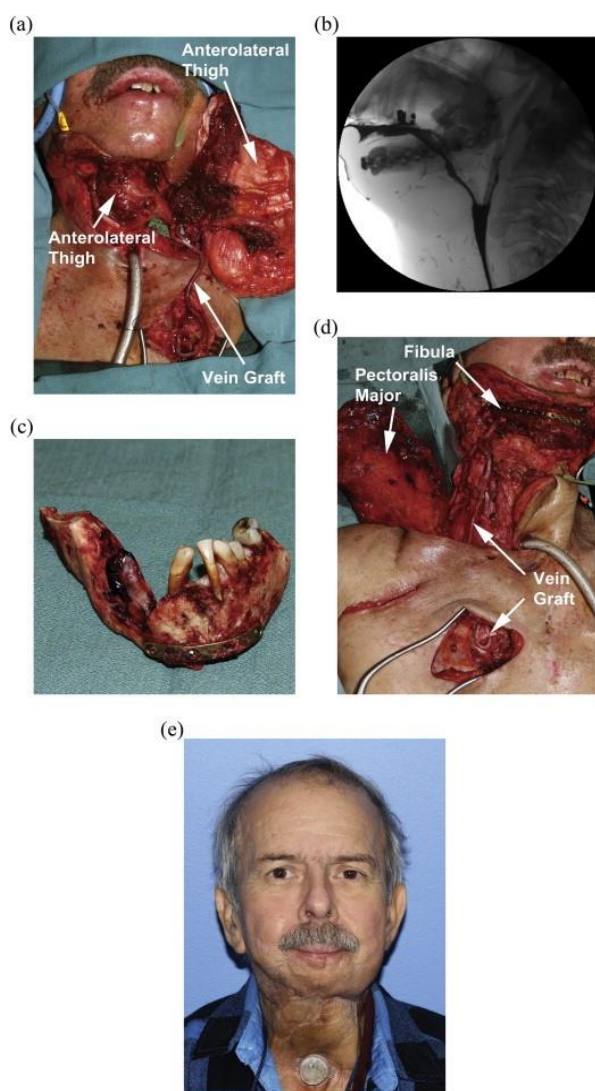 (a)
Anterolateral
Thigh
Anterolateral
Thigh
Vein Graft
(b)
(c)
(d)
Fibula
Pectoralis
Major
Vein
Graft
(e)